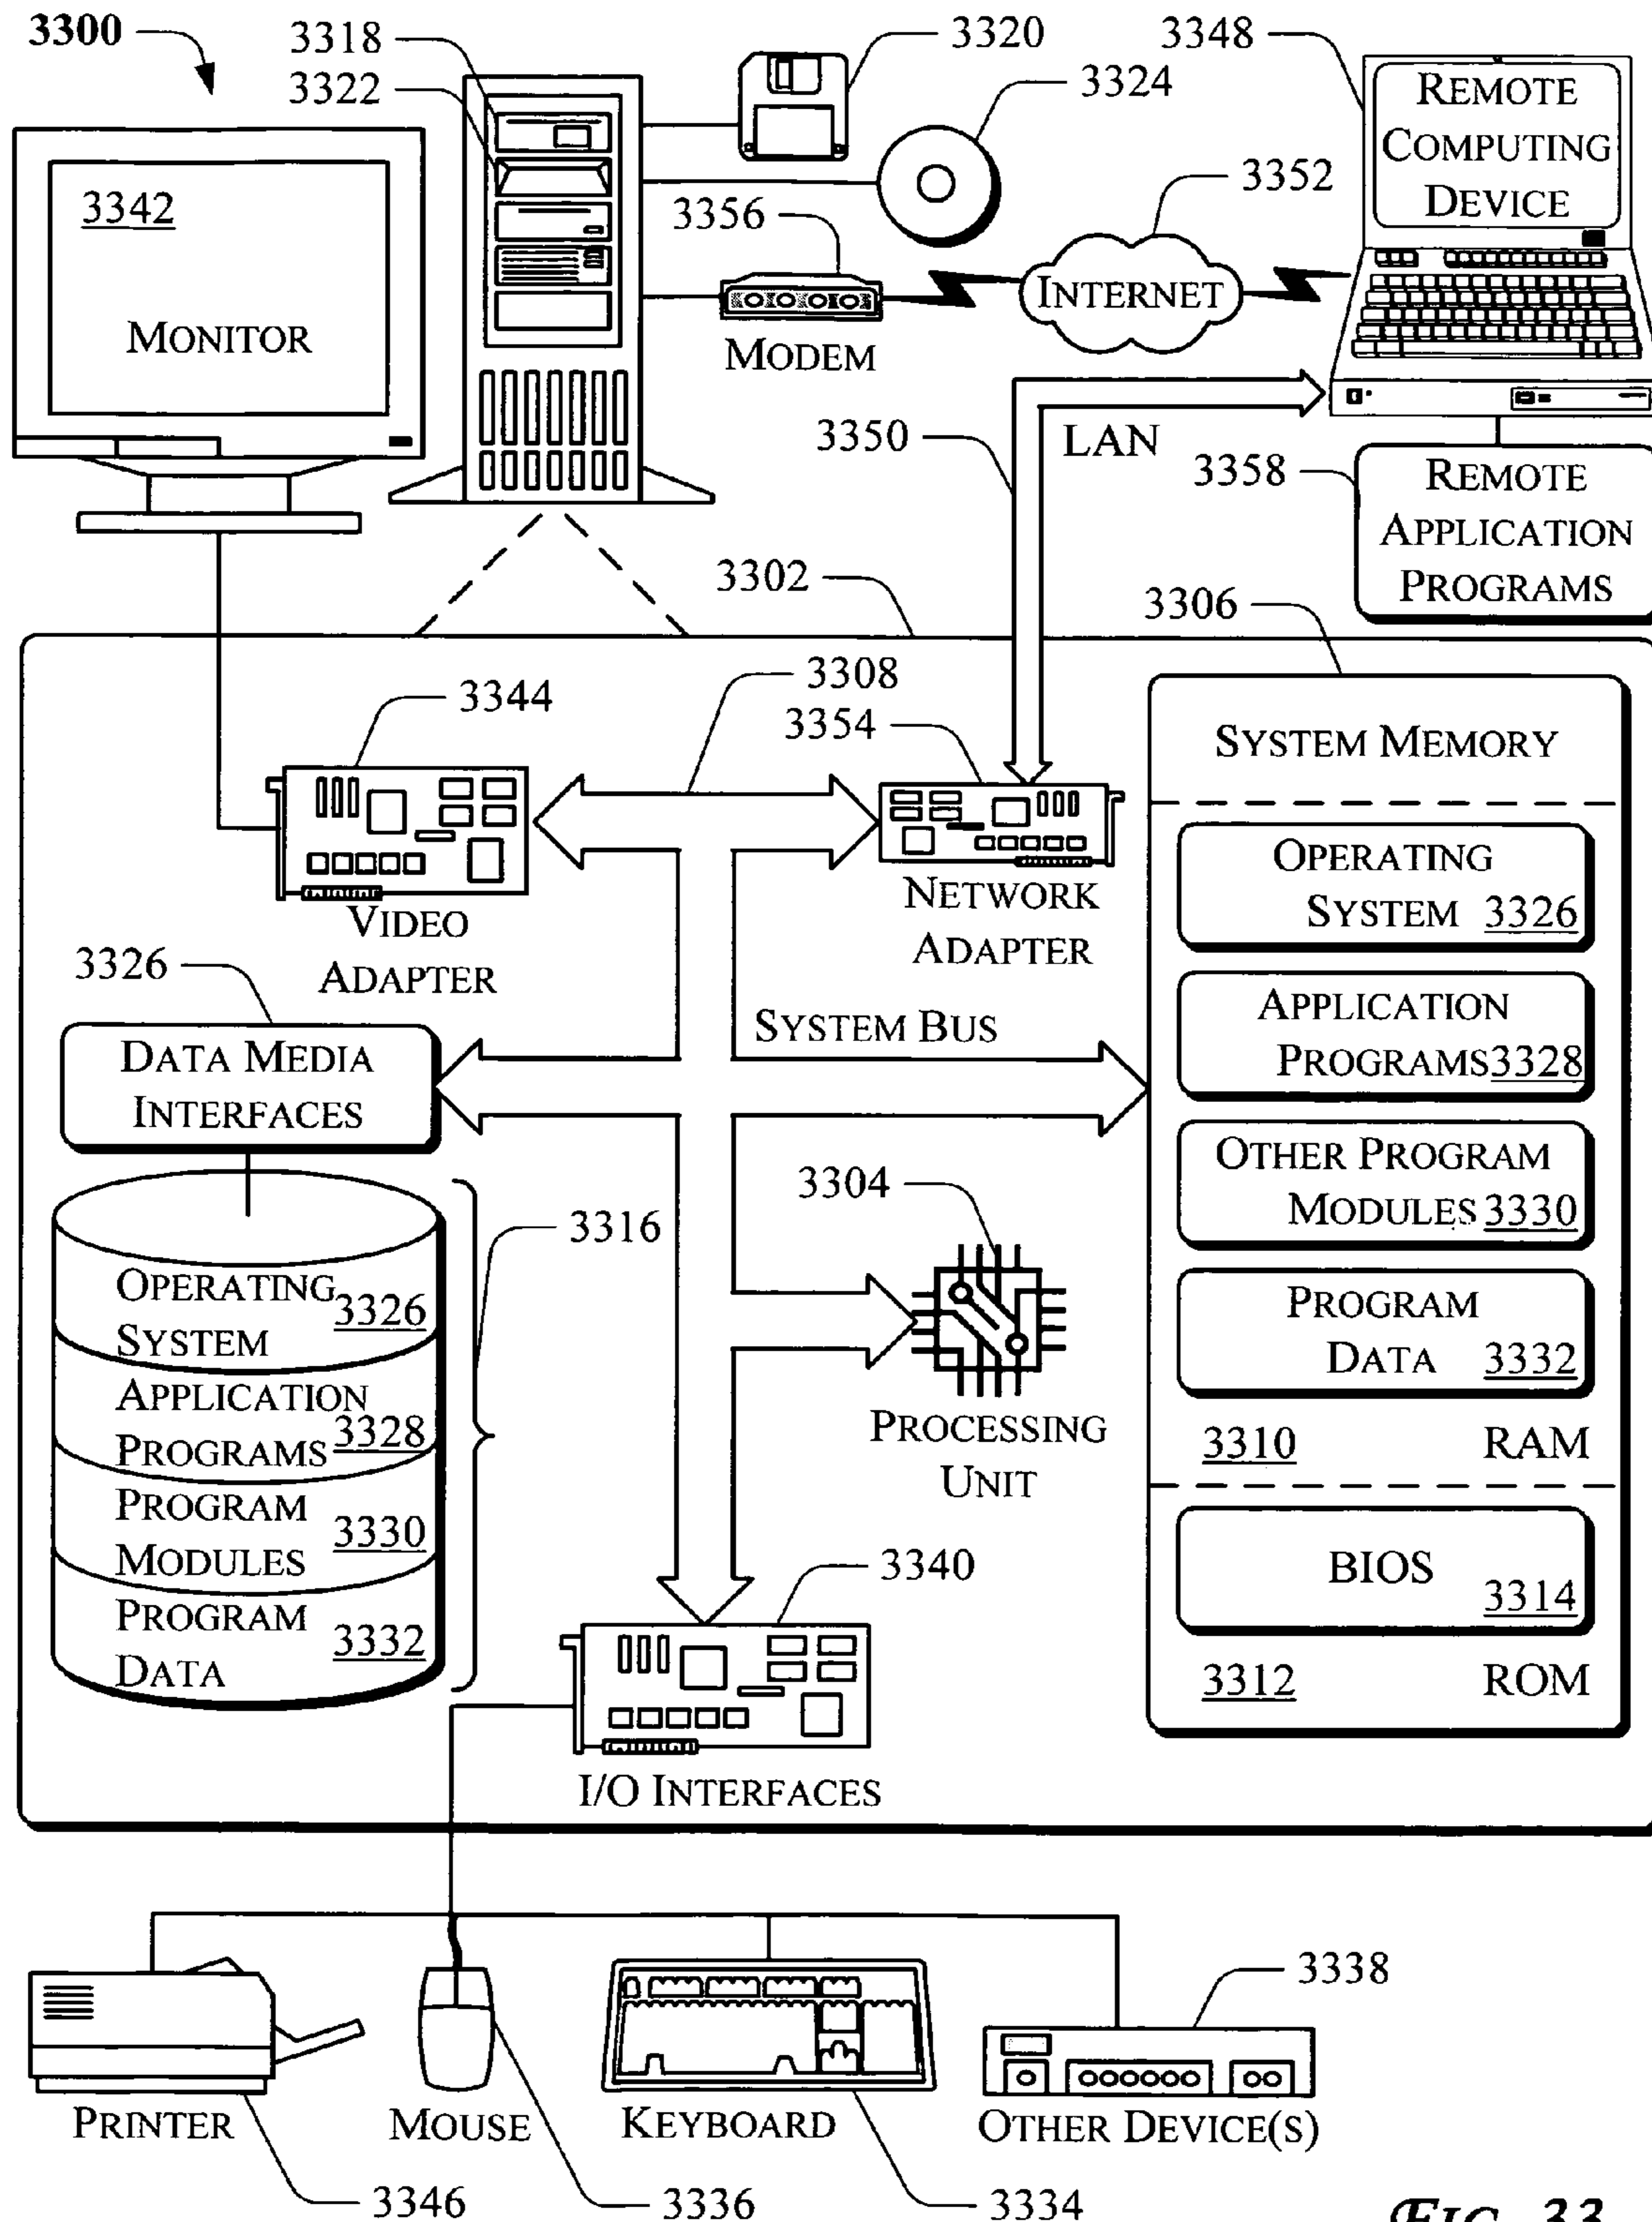 3300
3318
3322
3320
3324
3348
REMOTE
COMPUTING
DEVICE
3342
MONITOR
3356
MODEM
3352
INTERNET
3350
LAN
3358
REMOTE
APPLICATION
PROGRAMS
3302
3306
3308
3344
3354
VIDEO
ADAPTER
NETWORK
ADAPTER
SYSTEM MEMORY
OPERATING
SYSTEM 3326
APPLICATION
PROGRAMS 3328
OTHER PROGRAM
MODULES 3330
PROGRAM
DATA 3332
3310 RAM
BIOS
3314
3312 ROM
3326
DATA MEDIA
INTERFACES
SYSTEM BUS
3316
OPERATING
SYSTEM 3326
APPLICATION
PROGRAMS 3328
PROGRAM
MODULES 3330
PROGRAM
DATA 3332
3304
PROCESSING
UNIT
3340
I/O INTERFACES
3338
PRINTER
MOUSE
KEYBOARD
OTHER DEVICE(S)
3346
3336
3334
FIG. 33